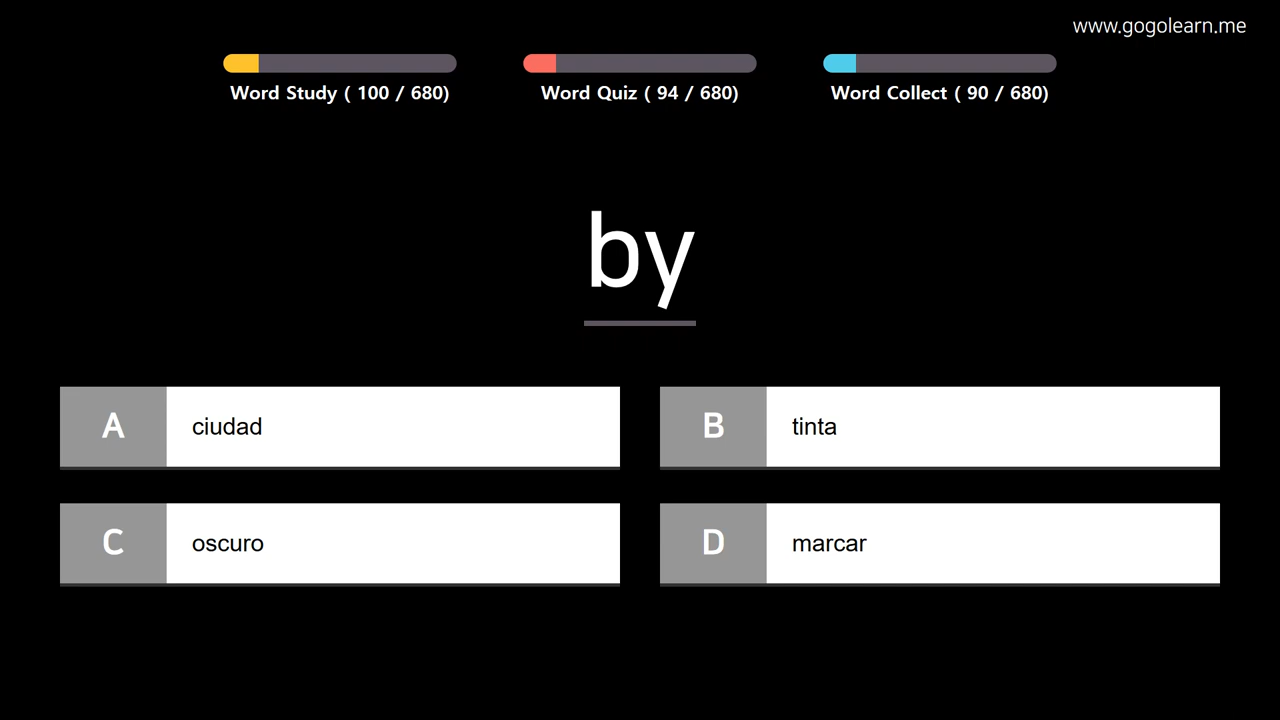 www.gogolearn.me
Word Study ( 100 / 680)
Word Quiz ( 94 / 680)
Word Collect ( 90 / 680)
by
A ciudad
B tinta
C oscuro
D marcar